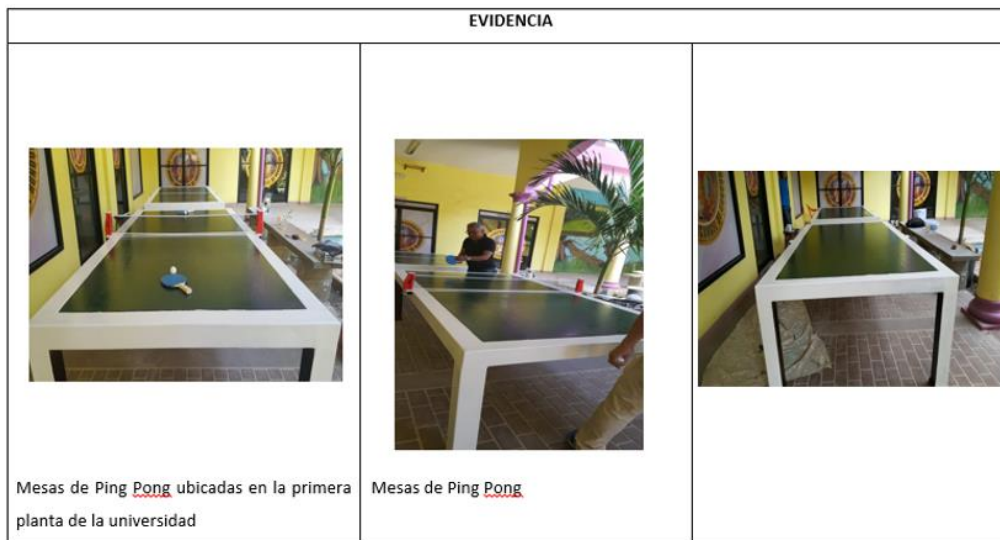 EVIDENCIA
Mesas de Ping Pong ubicadas en la primera
planta de la universidad
Mesas de Ping Pong